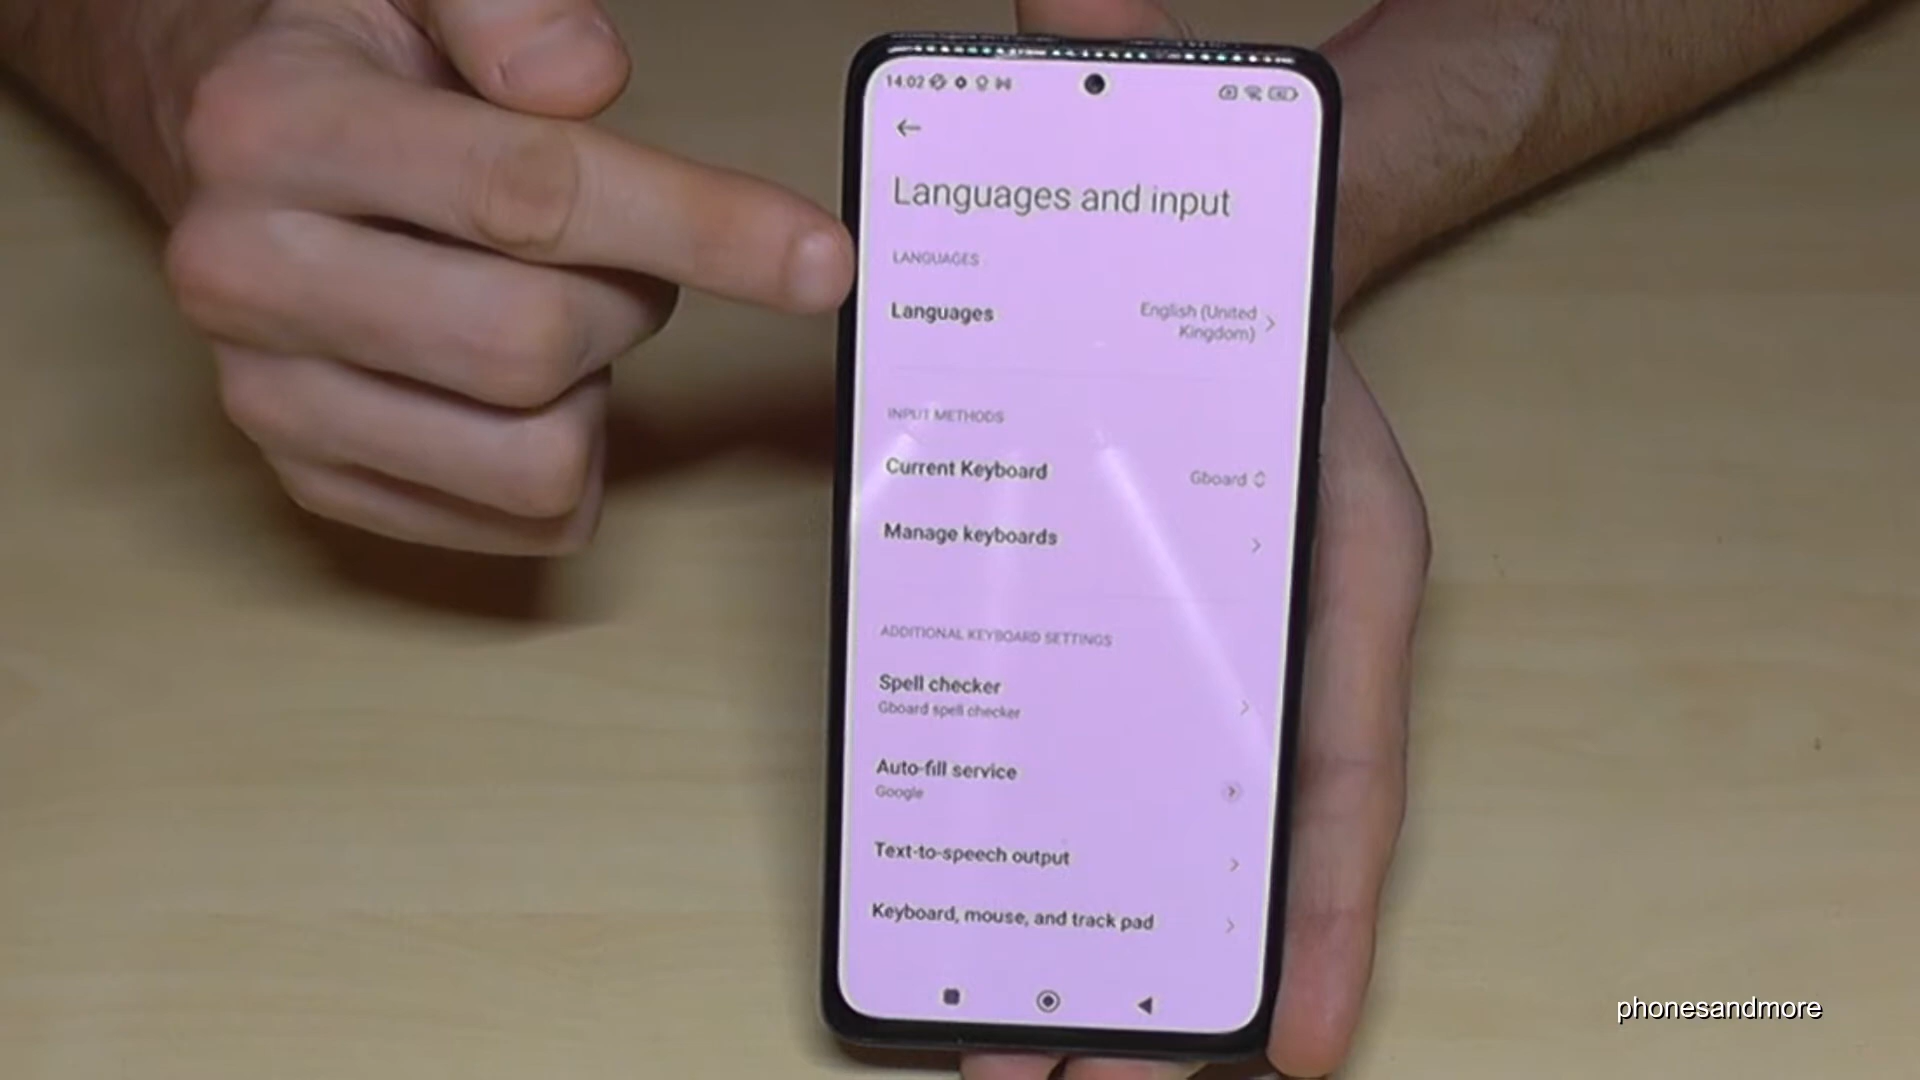 14.02
Languages and input
LANGUAGES
Languages
English (United
Kingdom)
INPUT METHODS
Current Keyboard
Gboard
Manage keyboards
ADDITIONAL KEYBOARD SETTINGS
Spell checker
Gboard spell checker
Auto-fill service
Google
Text-to-speech output
Keyboard, mouse, and track pad
phonesandmore